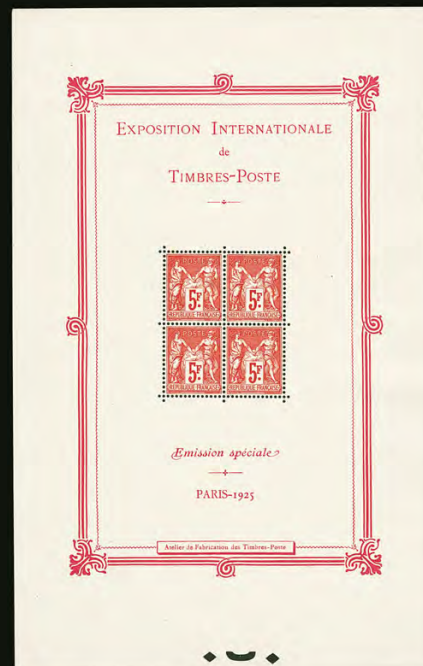 EXPOSITION INTERNATIONALE
de
TIMBRES-POSTE
POSTE POSTE
5F 5F
REPUBLIQUE FRANÇAISE REPUBLIQUE FRANÇAISE
POSTE POSTE
5F 5F
REPUBLIQUE FRANÇAISE REPUBLIQUE FRANÇAISE
Emission spéciale
PARIS-1925
Atelier de Fabrication des Timbres-Poste